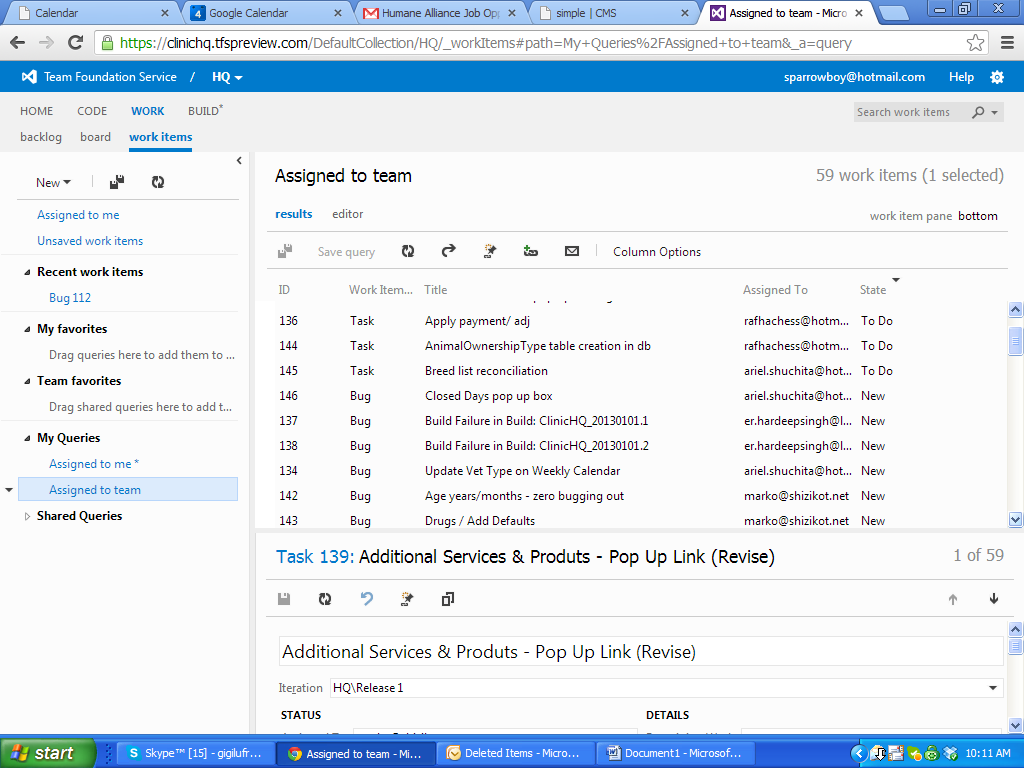 Calendar
4 Google Calendar
Humane Alliance Job Op
simple | CMS
Assigned to team - Micro
https://clinichq.tfspreview.com/DefaultCollection/HQ/_workItems#path=My+Queries%2FAssigned+to+team&_a=query
Team Foundation Service / HQ
sparrowboy@hotmail.com Help
HOME CODE WORK BUILD*
Search work items
backlog board work items
New
Assigned to me
Unsaved work items
Recent work items
Bug 112
My favorites
Drag queries here to add them to ...
Team favorites
Drag shared queries here to add t...
My Queries
Assigned to me *
Assigned to team
Shared Queries
Assigned to team
59 work items (1 selected)
results editor
work item pane bottom
Save query Column Options
ID Work Item... Title Assigned To State
136 Task Apply payment/ adj rafhachess@hotm... To Do
144 Task AnimalOwnershipType table creation in db rafhachess@hotm... To Do
145 Task Breed list reconciliation ariel.shuchita@hot... To Do
146 Bug Closed Days pop up box ariel.shuchita@hot... New
137 Bug Build Failure in Build: ClinicHQ_20130101.1 er.hardeepsingh@l... New
138 Bug Build Failure in Build: ClinicHQ_20130101.2 er.hardeepsingh@l... New
134 Bug Update Vet Type on Weekly Calendar ariel.shuchita@hot... New
142 Bug Age years/months - zero bugging out marko@shizikot.net New
143 Bug Drugs / Add Defaults marko@shizikot.net New
Task 139: Additional Services & Produts - Pop Up Link (Revise)
1 of 59
Additional Services & Produts - Pop Up Link (Revise)
Iteration HQ\Release 1
STATUS DETAILS
start
Skype™ [15] - gigilufr...
Assigned to team - Mi...
Deleted Items - Micro...
Document1 - Microsof...
10:11 AM